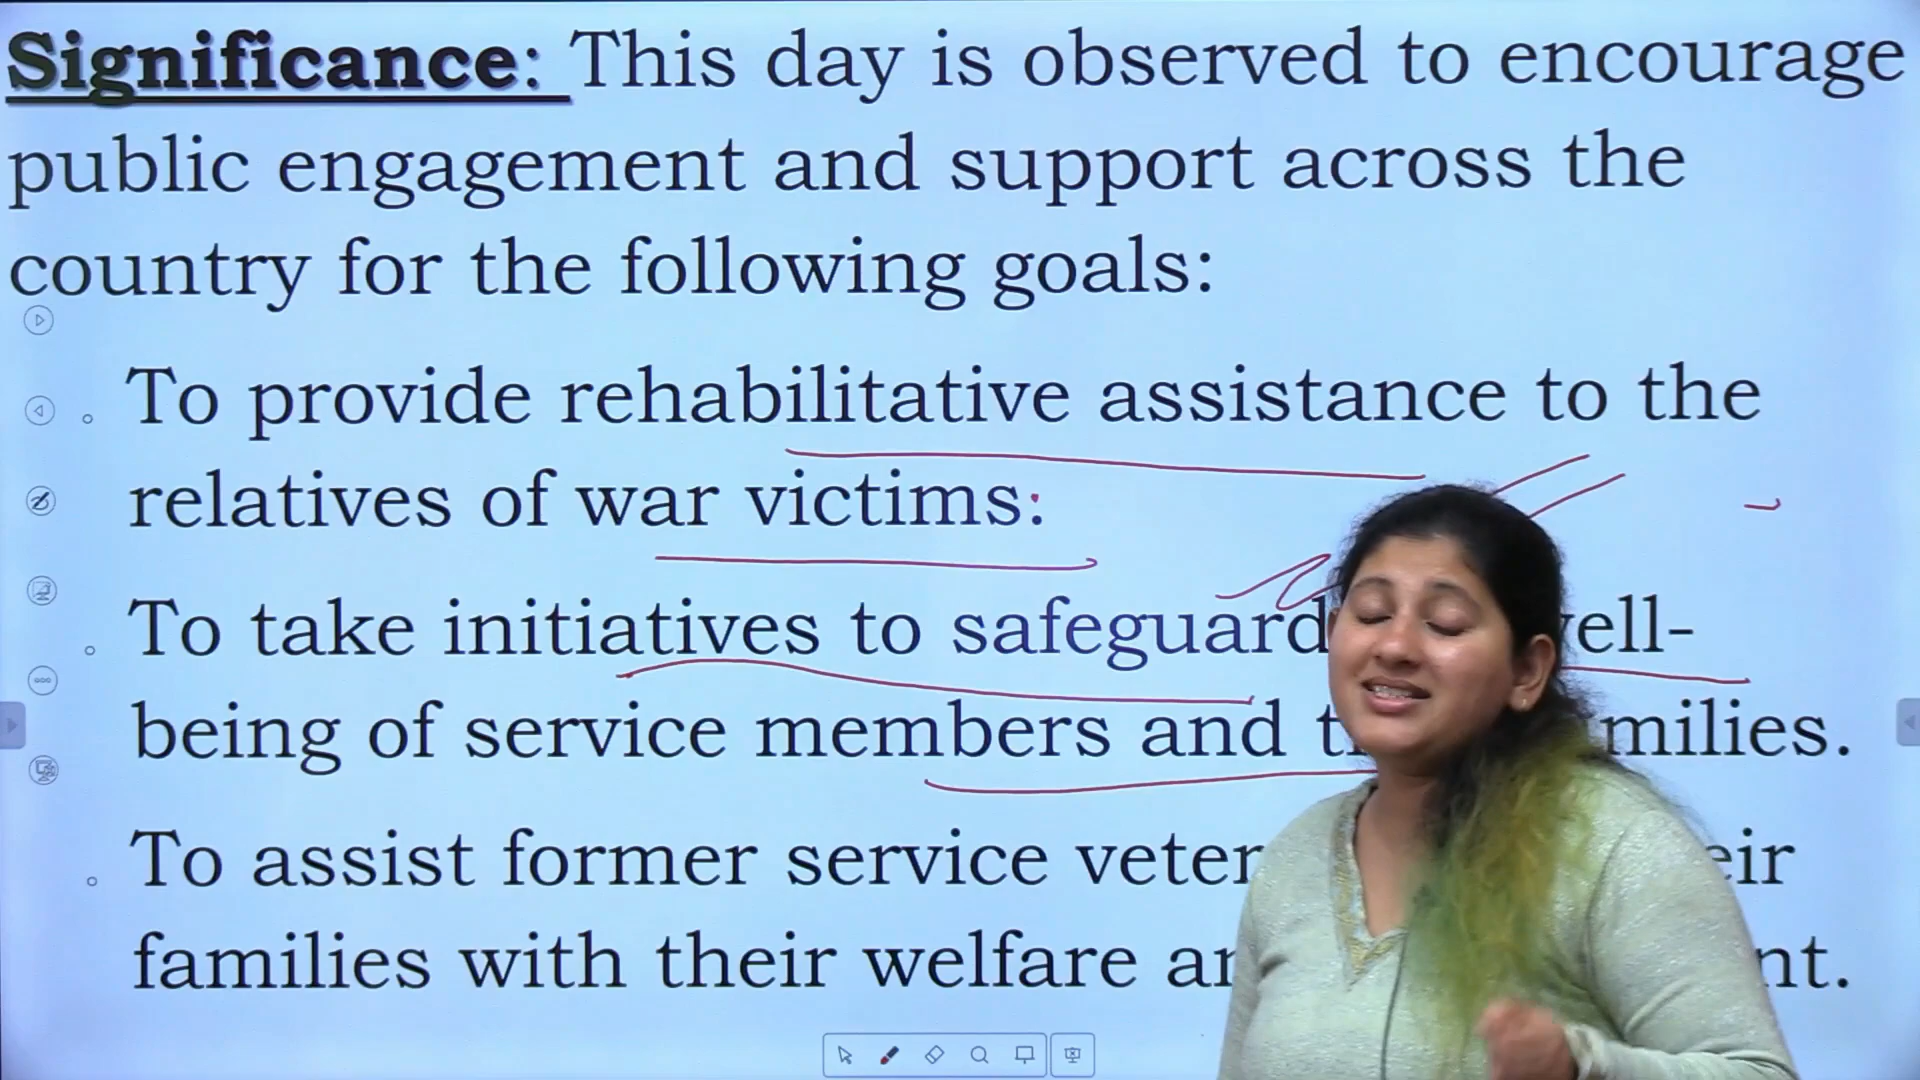 Significance: This day is observed to encourage
public engagement and support across the
country for the following goals:
To provide rehabilitative assistance to the
relatives of war victims:
To take initiatives to safeguard
being of service members and families.
To assist former service
families with their welfare